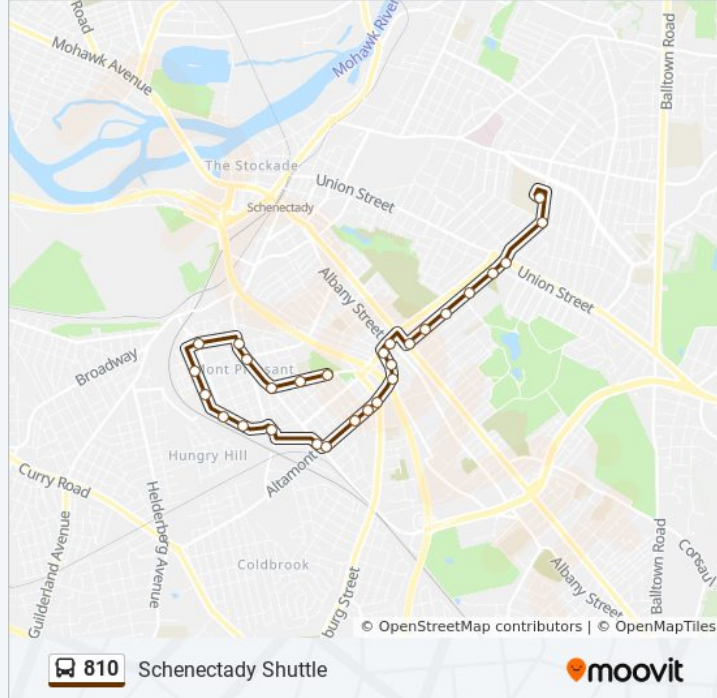 Road
Mohawk Avenue
Mohawk River
Balltown Road
The Stockade
Union Street
Schenectady
Albany Street
Union Street
Broadway
Mont Pleasant
Hungry Hill
Altamont
Curry Road
Helderberg Avenue
Guilderland Avenue
Coldbrook
Albany Street
Balltown Road
Consaul
burg Street
© OpenStreetMap contributors | © OpenMapTiles
810 Schenectady Shuttle
moovit